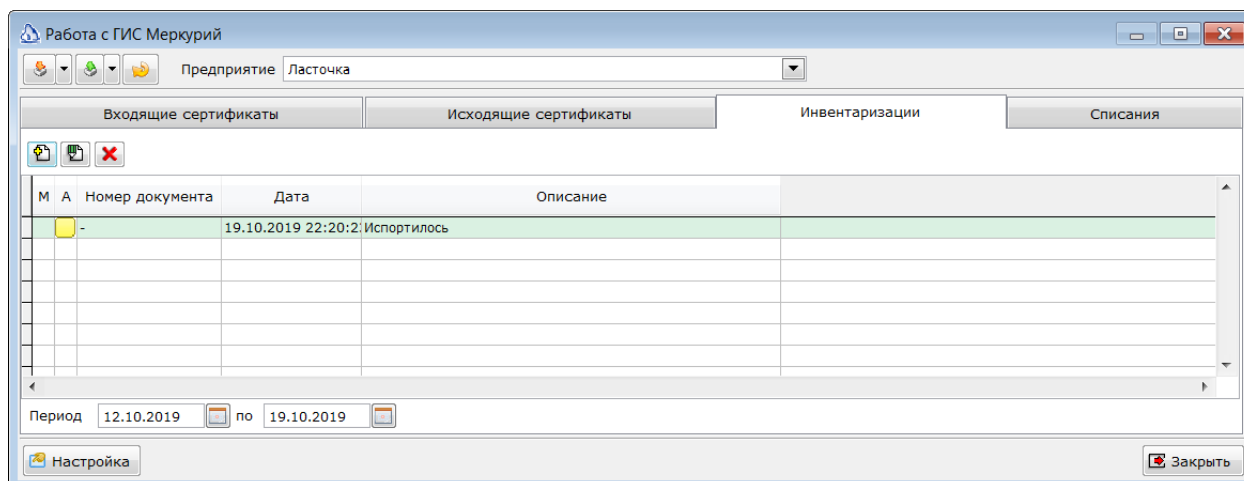 Работа с ГИС Меркурий
Предприятие Ласточка
Входящие сертификаты Исходящие сертификаты Инвентаризации Списания
М А Номер документа Дата Описание
- 19.10.2019 22:20:2 Испортилось
Период 12.10.2019 по 19.10.2019
Настройка Закрыть